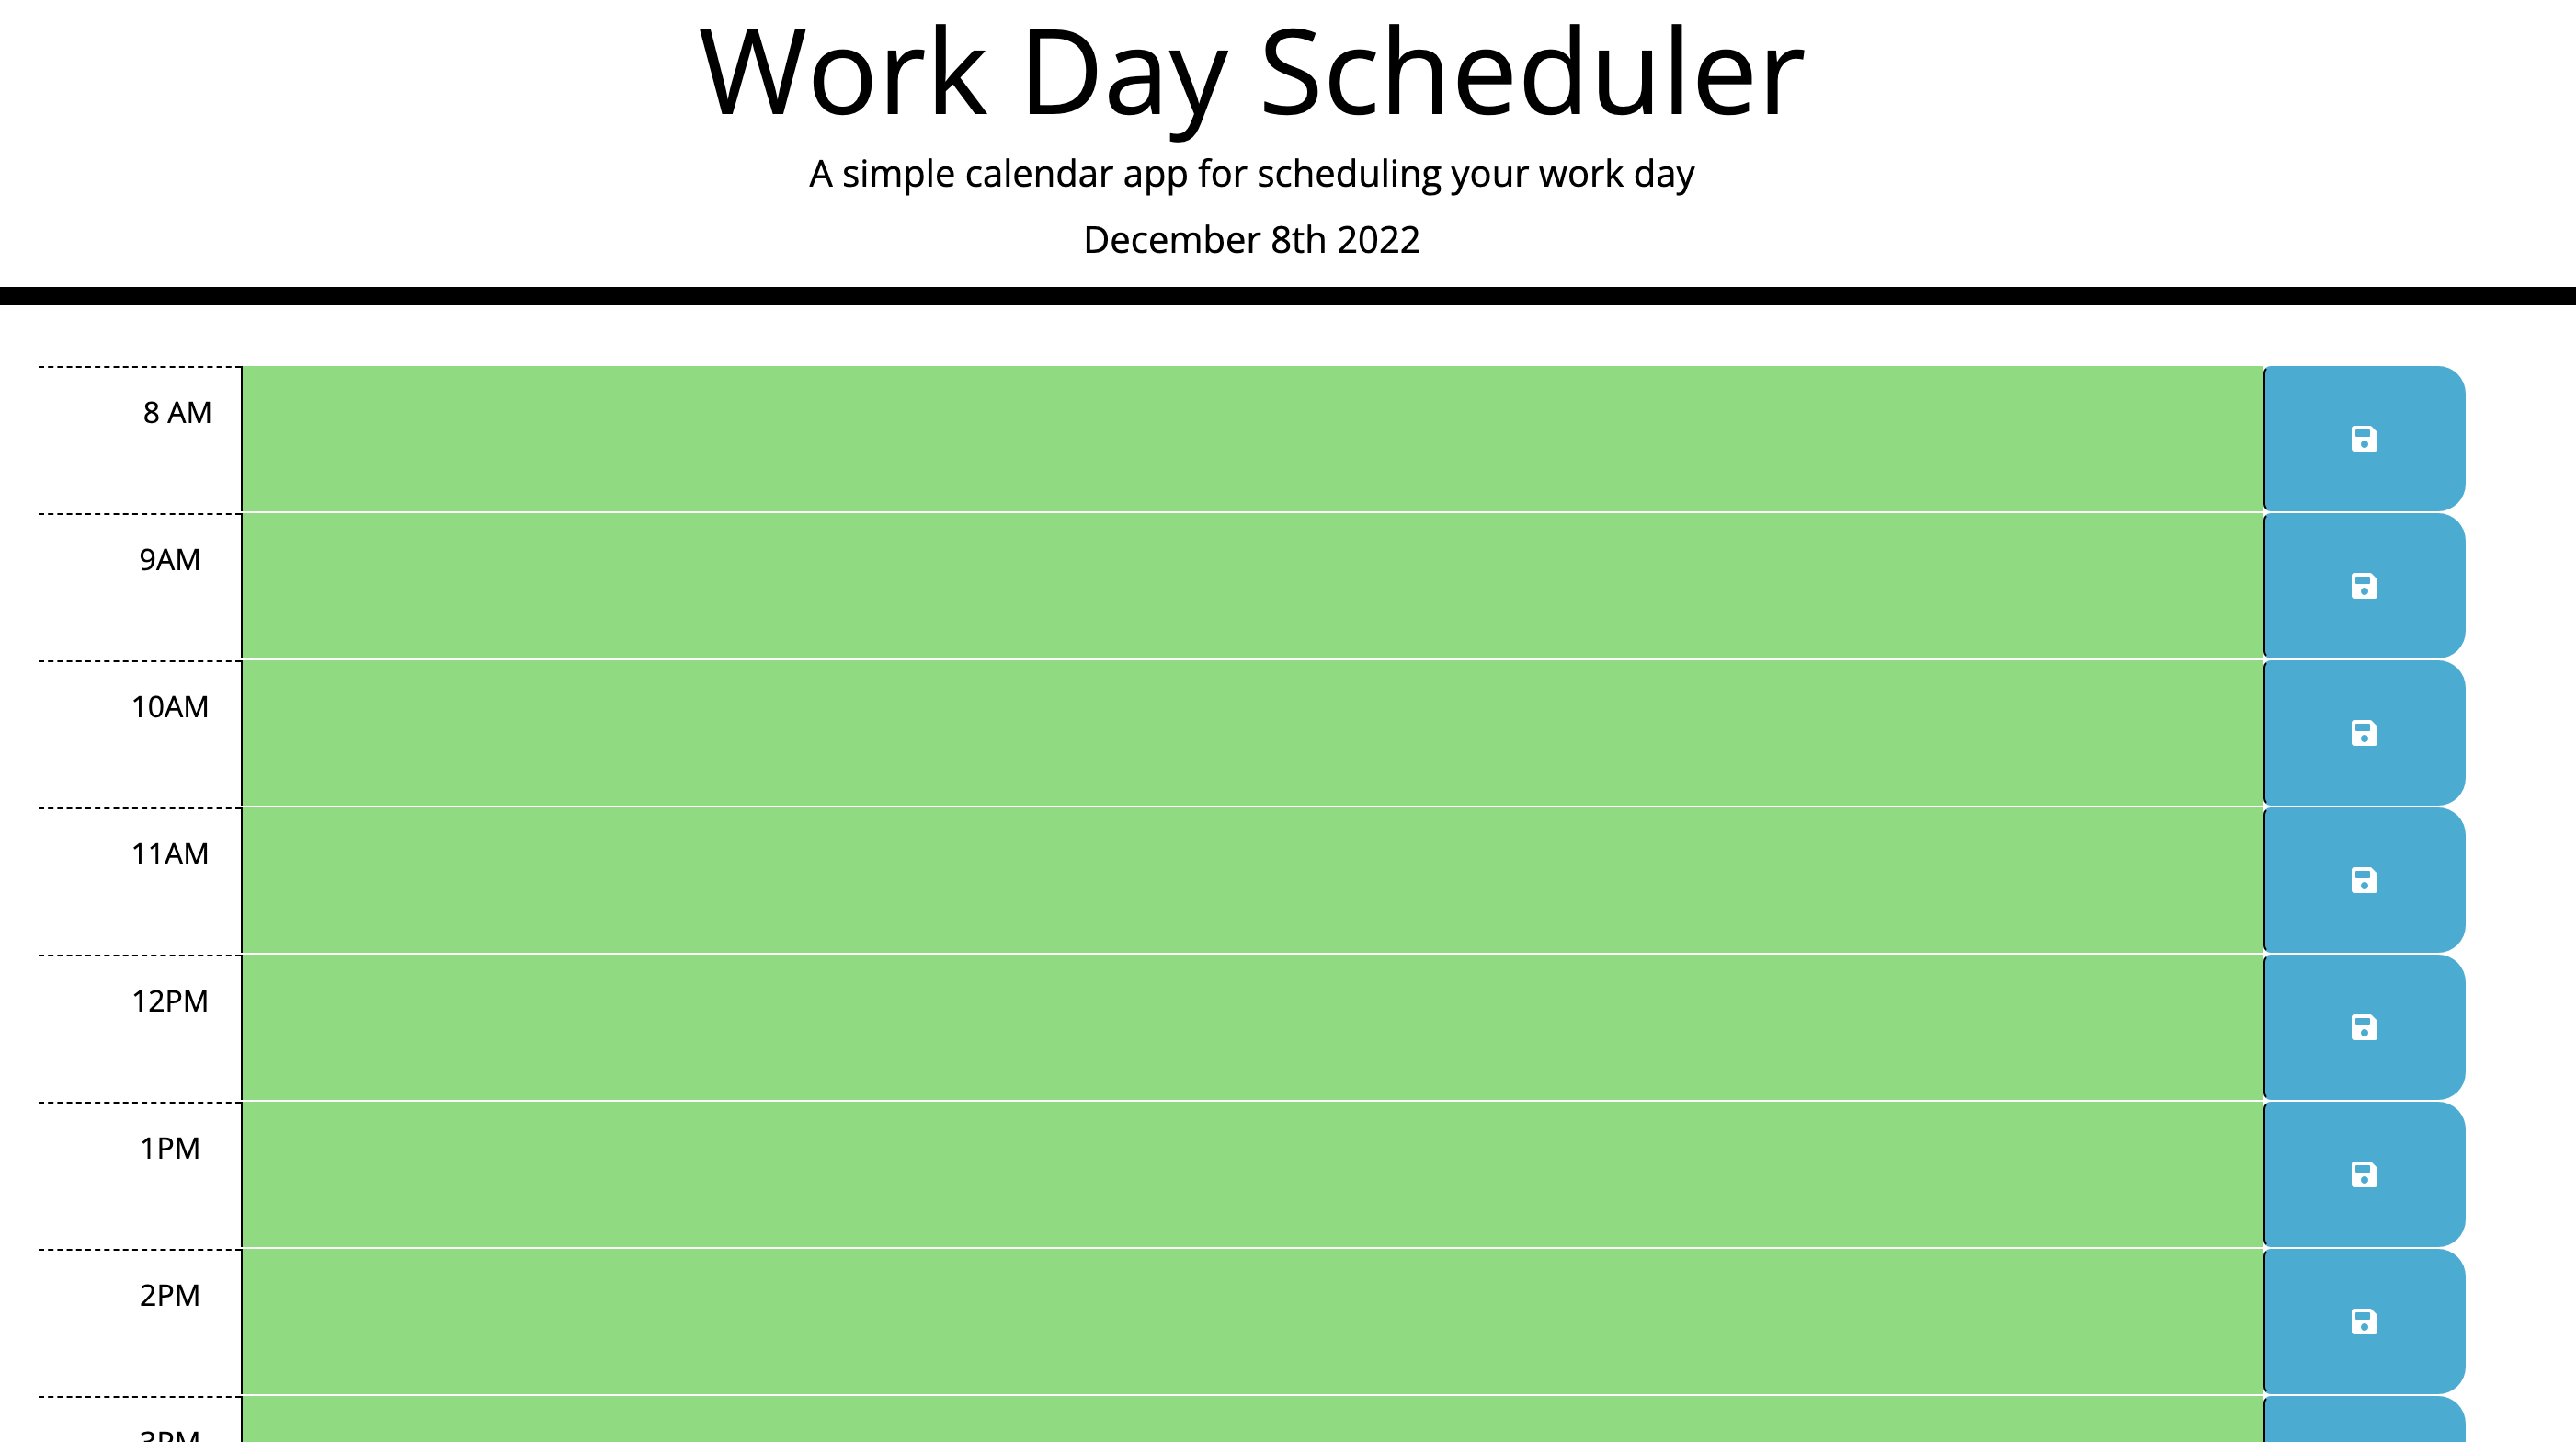 Work Day Scheduler
A simple calendar app for scheduling your work day
December 8th 2022
8 AM
9AM
10AM
11AM
12PM
1PM
2PM
3PM